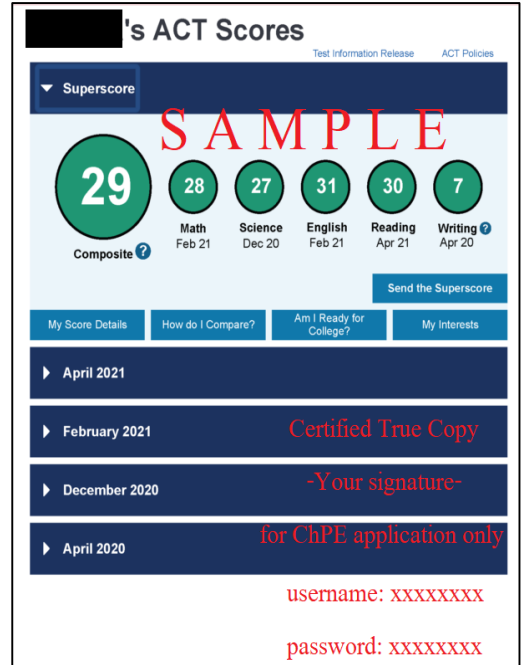 's ACT Scores
Test Information Release ACT Policies
Superscore
S A M P L E
29 28 27 31 30 7
Math Science English Reading Writing ?
Feb 21 Dec 20 Feb 21 Apr 21 Apr 20
Composite ?
Send the Superscore
My Score Details How do I Compare? Am I Ready for College? My Interests
April 2021
February 2021 Certified True Copy
December 2020 -Your signature-
for ChPE application only
April 2020
username: xxxxxxxx
password: xxxxxxxx